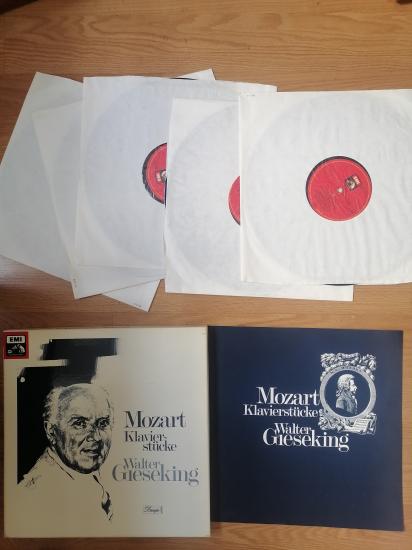 EMI
Mozart
Klavier-
stücke
Walter
Gieseking
Mozart
Klavierstücke
Walter
Gieseking